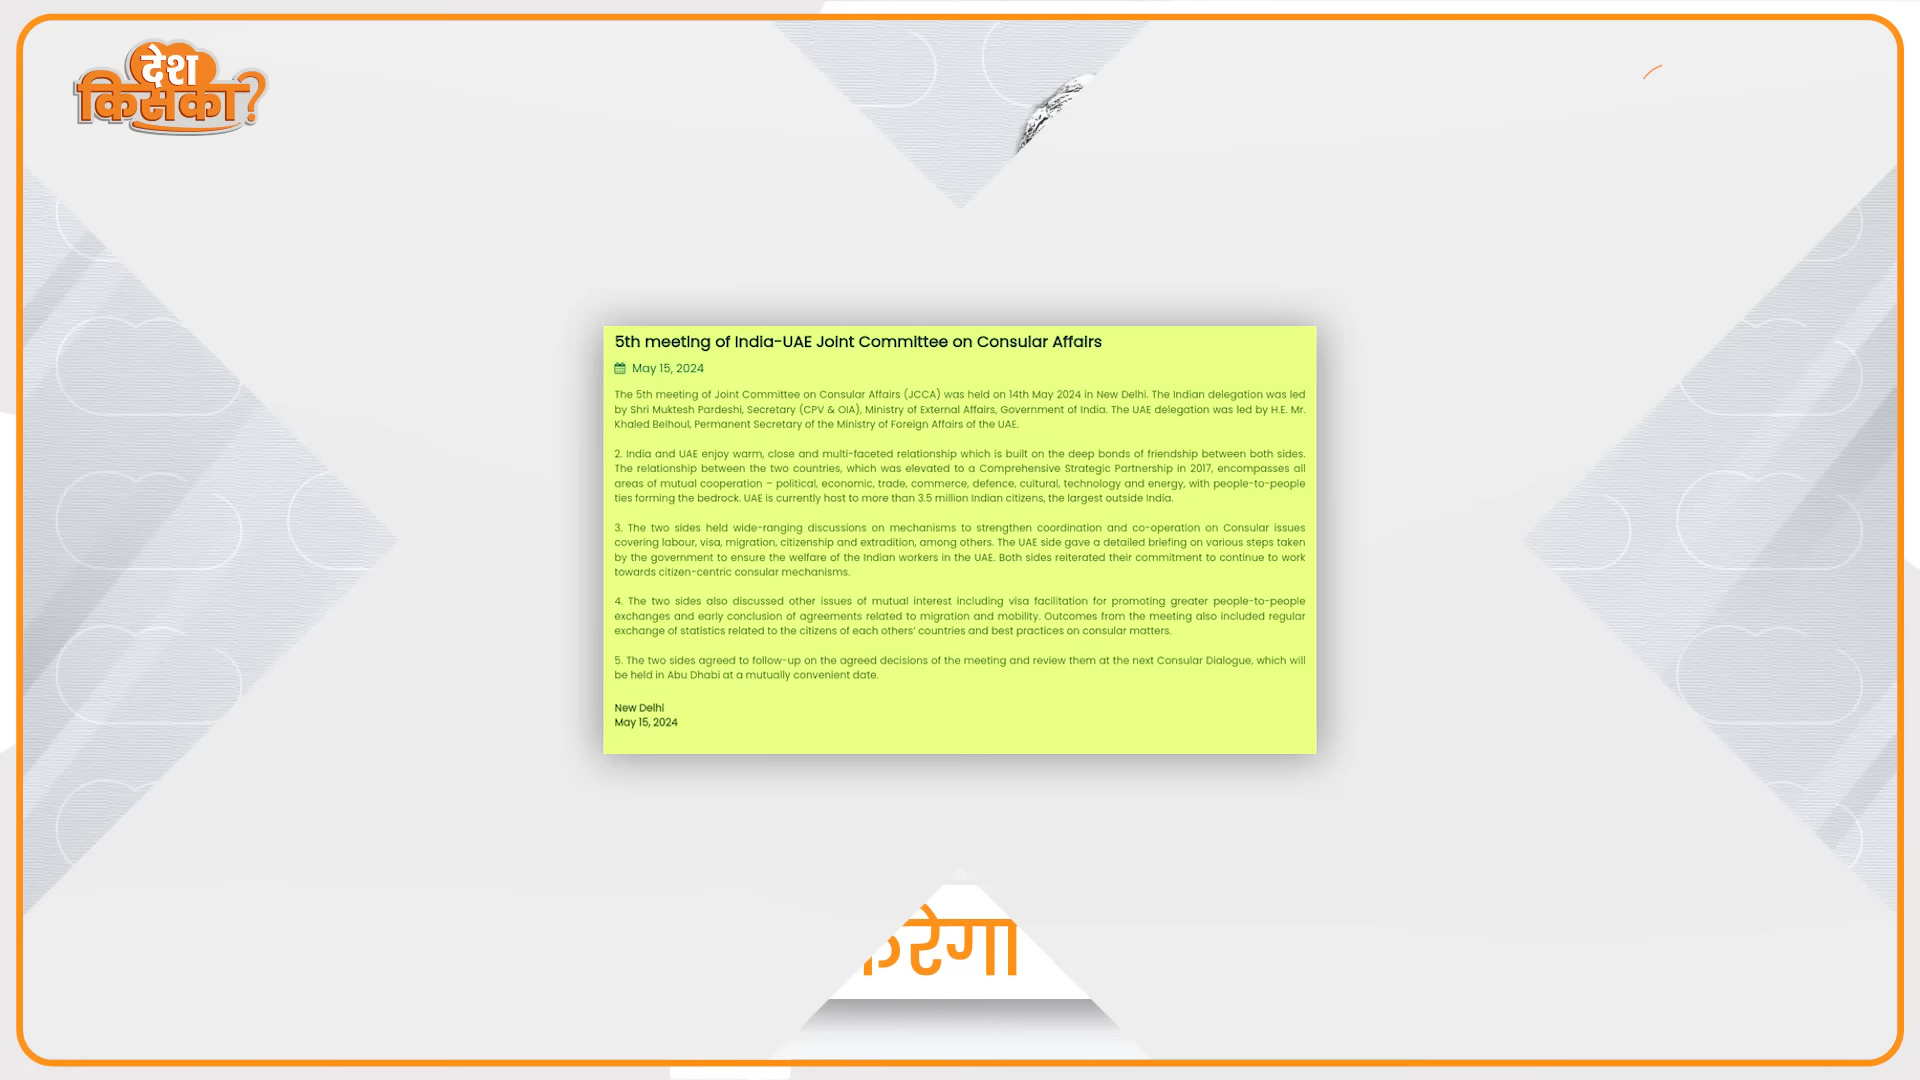 देश
किसका?
5th meeting of India-UAE Joint Committee on Consular Affairs
May 15, 2024
The 5th meeting of Joint Committee on Consular Affairs (JCCA) was held on 14th May 2024 in New Delhi. The Indian delegation was led
by Shri Muktesh Pardeshi, Secretary (CPV & OIA), Ministry of External Affairs, Government of India. The UAE delegation was led by H.E. Mr.
Khaled Belhoul, Permanent Secretary of the Ministry of Foreign Affairs of the UAE.
2. India and UAE enjoy warm, close and multi-faceted relationship which is built on the deep bonds of friendship between both sides.
The relationship between the two countries, which was elevated to a Comprehensive Strategic Partnership in 2017, encompasses all
areas of mutual cooperation – political, economic, trade, commerce, defence, cultural, technology and energy, with people-to-people
ties forming the bedrock. UAE is currently host to more than 3.5 million Indian citizens, the largest outside India.
3. The two sides held wide-ranging discussions on mechanisms to strengthen coordination and co-operation on Consular issues
covering labour, visa, migration, citizenship and extradition, among others. The UAE side gave a detailed briefing on various steps taken
by the government to ensure the welfare of the Indian workers in the UAE. Both sides reiterated their commitment to continue to work
towards citizen-centric consular mechanisms.
4. The two sides also discussed other issues of mutual interest including visa facilitation for promoting greater people-to-people
exchanges and early conclusion of agreements related to migration and mobility. Outcomes from the meeting also included regular
exchange of statistics related to the citizens of each others’ countries and best practices on consular matters.
5. The two sides agreed to follow-up on the agreed decisions of the meeting and review them at the next Consular Dialogue, which will
be held in Abu Dhabi at a mutually convenient date.
New Delhi
May 15, 2024
करेगा